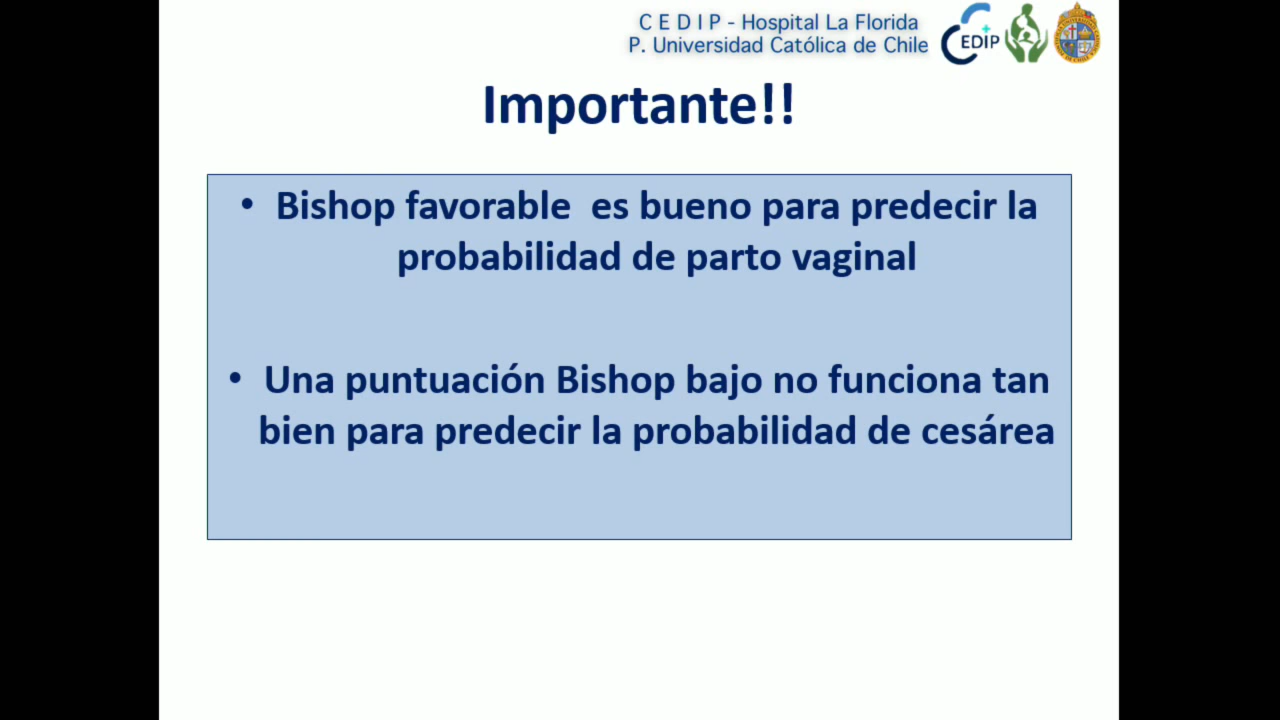 C E D I P - Hospital La Florida
P. Universidad Católica de Chile
CEDIP
Importante!!
• Bishop favorable es bueno para predecir la
probabilidad de parto vaginal
• Una puntuación Bishop bajo no funciona tan
bien para predecir la probabilidad de cesárea